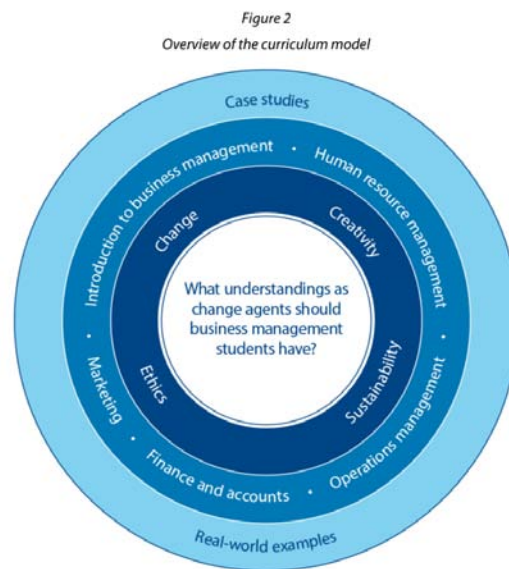 Figure 2
Overview of the curriculum model
Case studies
Introduction to business management • Human resource management • Operations management • Finance and accounts • Marketing •
Change
Creativity
Sustainability
Ethics
What understandings as
change agents should
business management
students have?
Real-world examples